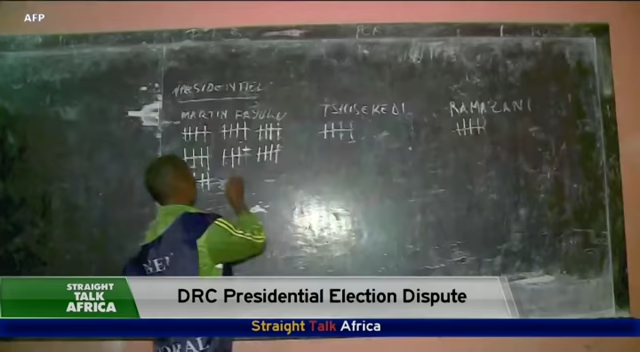 AFP
PRESIDENTIEL
MARTIN FAYULU TSHISEKEDI RAMAZANI
STRAIGHT
TALK
AFRICA
DRC Presidential Election Dispute
Straight Talk Africa